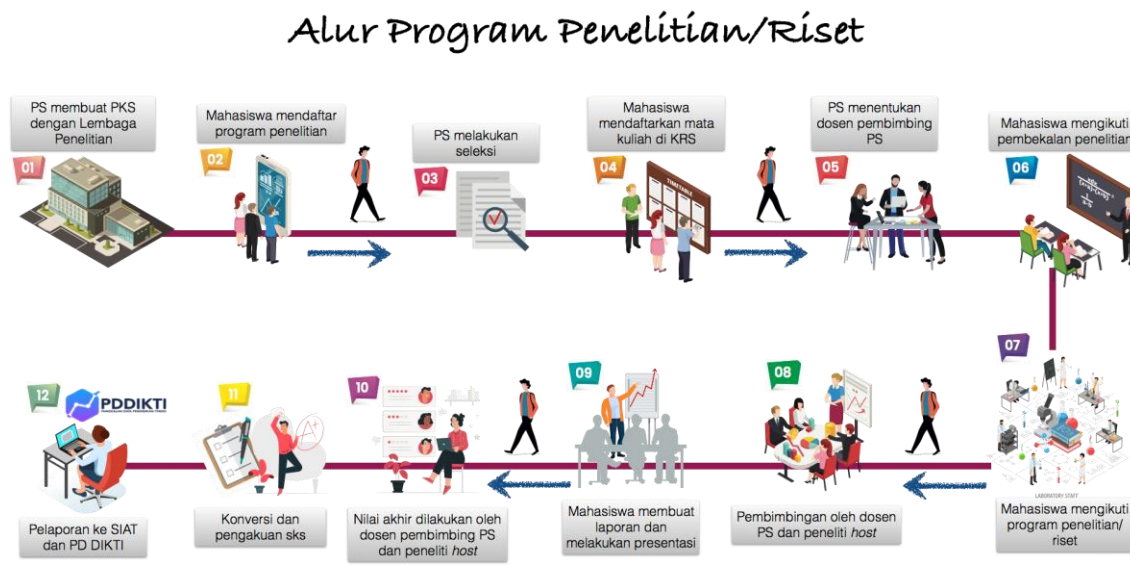 Alur Program Penelitian/Riset
PS membuat PKS
dengan Lembaga
Penelitian
01
Mahasiswa mendaftar
program penelitian
02
PS melakukan
seleksi
03
Mahasiswa
mendaftarkan mata
kuliah di KRS
04
TIMETABLE
PS menentukan
dosen pembimbing
PS
05
Mahasiswa mengikuti
pembekalan penelitian
06
07
LABORATORY STAFF
Mahasiswa mengikuti
program penelitian/
riset
08
Pembimbingan oleh dosen
PS dan peneliti host
09
Mahasiswa membuat
laporan dan
melakukan presentasi
10
Nilai akhir dilakukan oleh
dosen pembimbing PS
dan peneliti host
11
A+
Konversi dan
pengakuan sks
12
PDDIKTI
Pelaporan ke SIAT
dan PD DIKTI